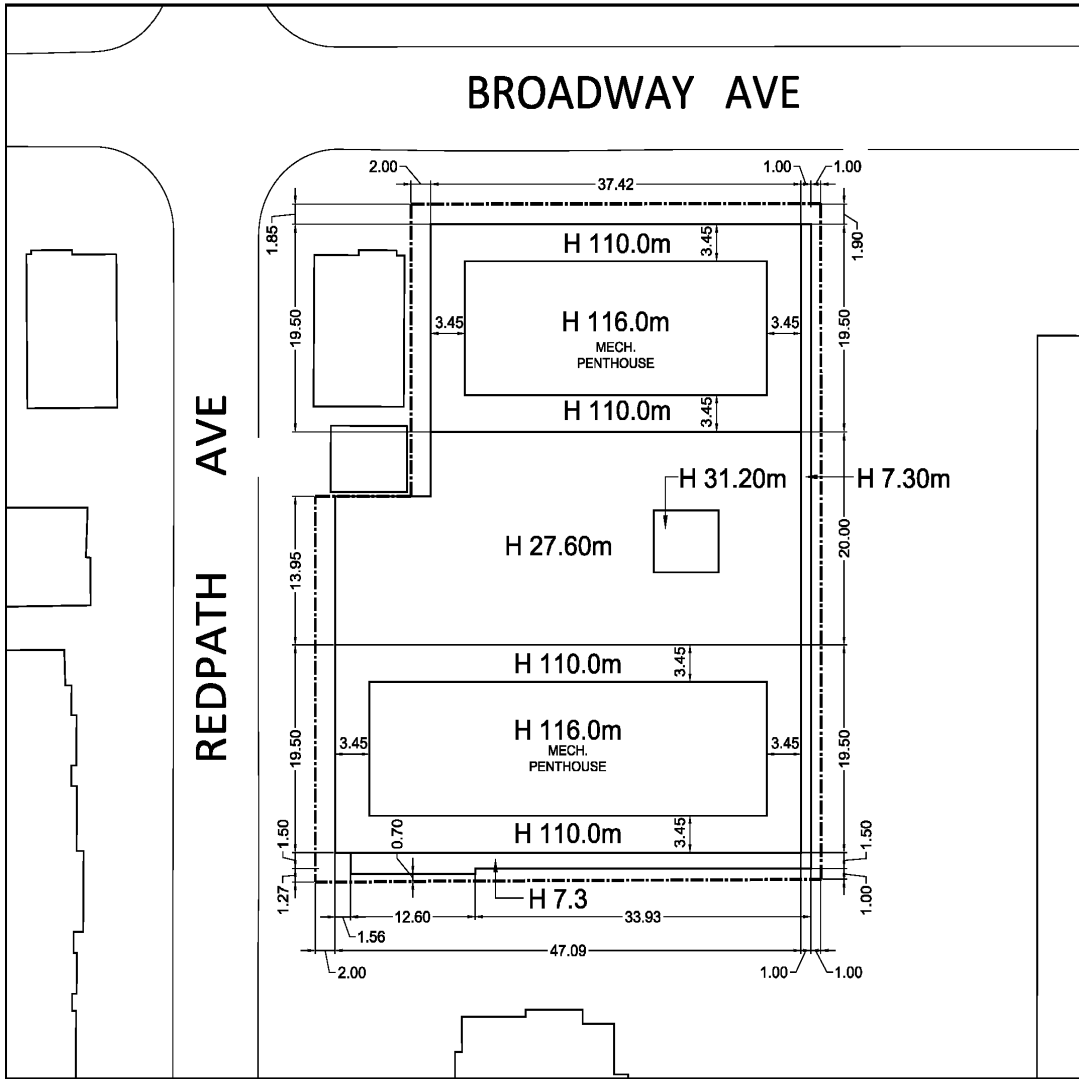 BROADWAY AVE
2.00
37.42
1.00
1.00
1.85
1.90
H 110.0m
3.45
19.50
3.45
H 116.0m
3.45
19.50
MECH.
PENTHOUSE
H 110.0m
3.45
REDPATH AVE
H 31.20m
H 7.30m
13.95
H 27.60m
20.00
H 110.0m
3.45
19.50
3.45
H 116.0m
3.45
19.50
MECH.
PENTHOUSE
1.50
0.70
H 110.0m
3.45
1.50
1.27
H 7.3
1.00
12.60
33.93
1.56
47.09
2.00
1.00
1.00